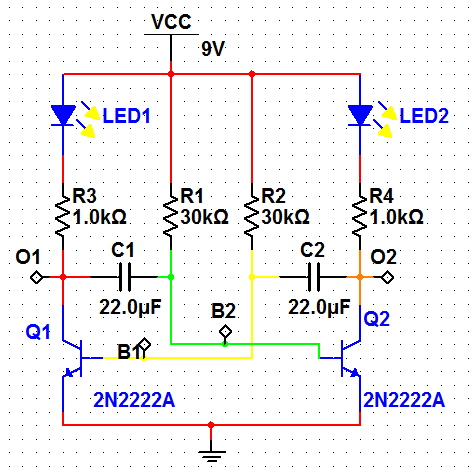 VCC
9V
LED1
LED2
R3
1.0kΩ
R1
30kΩ
R2
30kΩ
R4
1.0kΩ
O1
C1
22.0µF
C2
22.0µF
O2
B2
Q1
B1
Q2
2N2222A
2N2222A